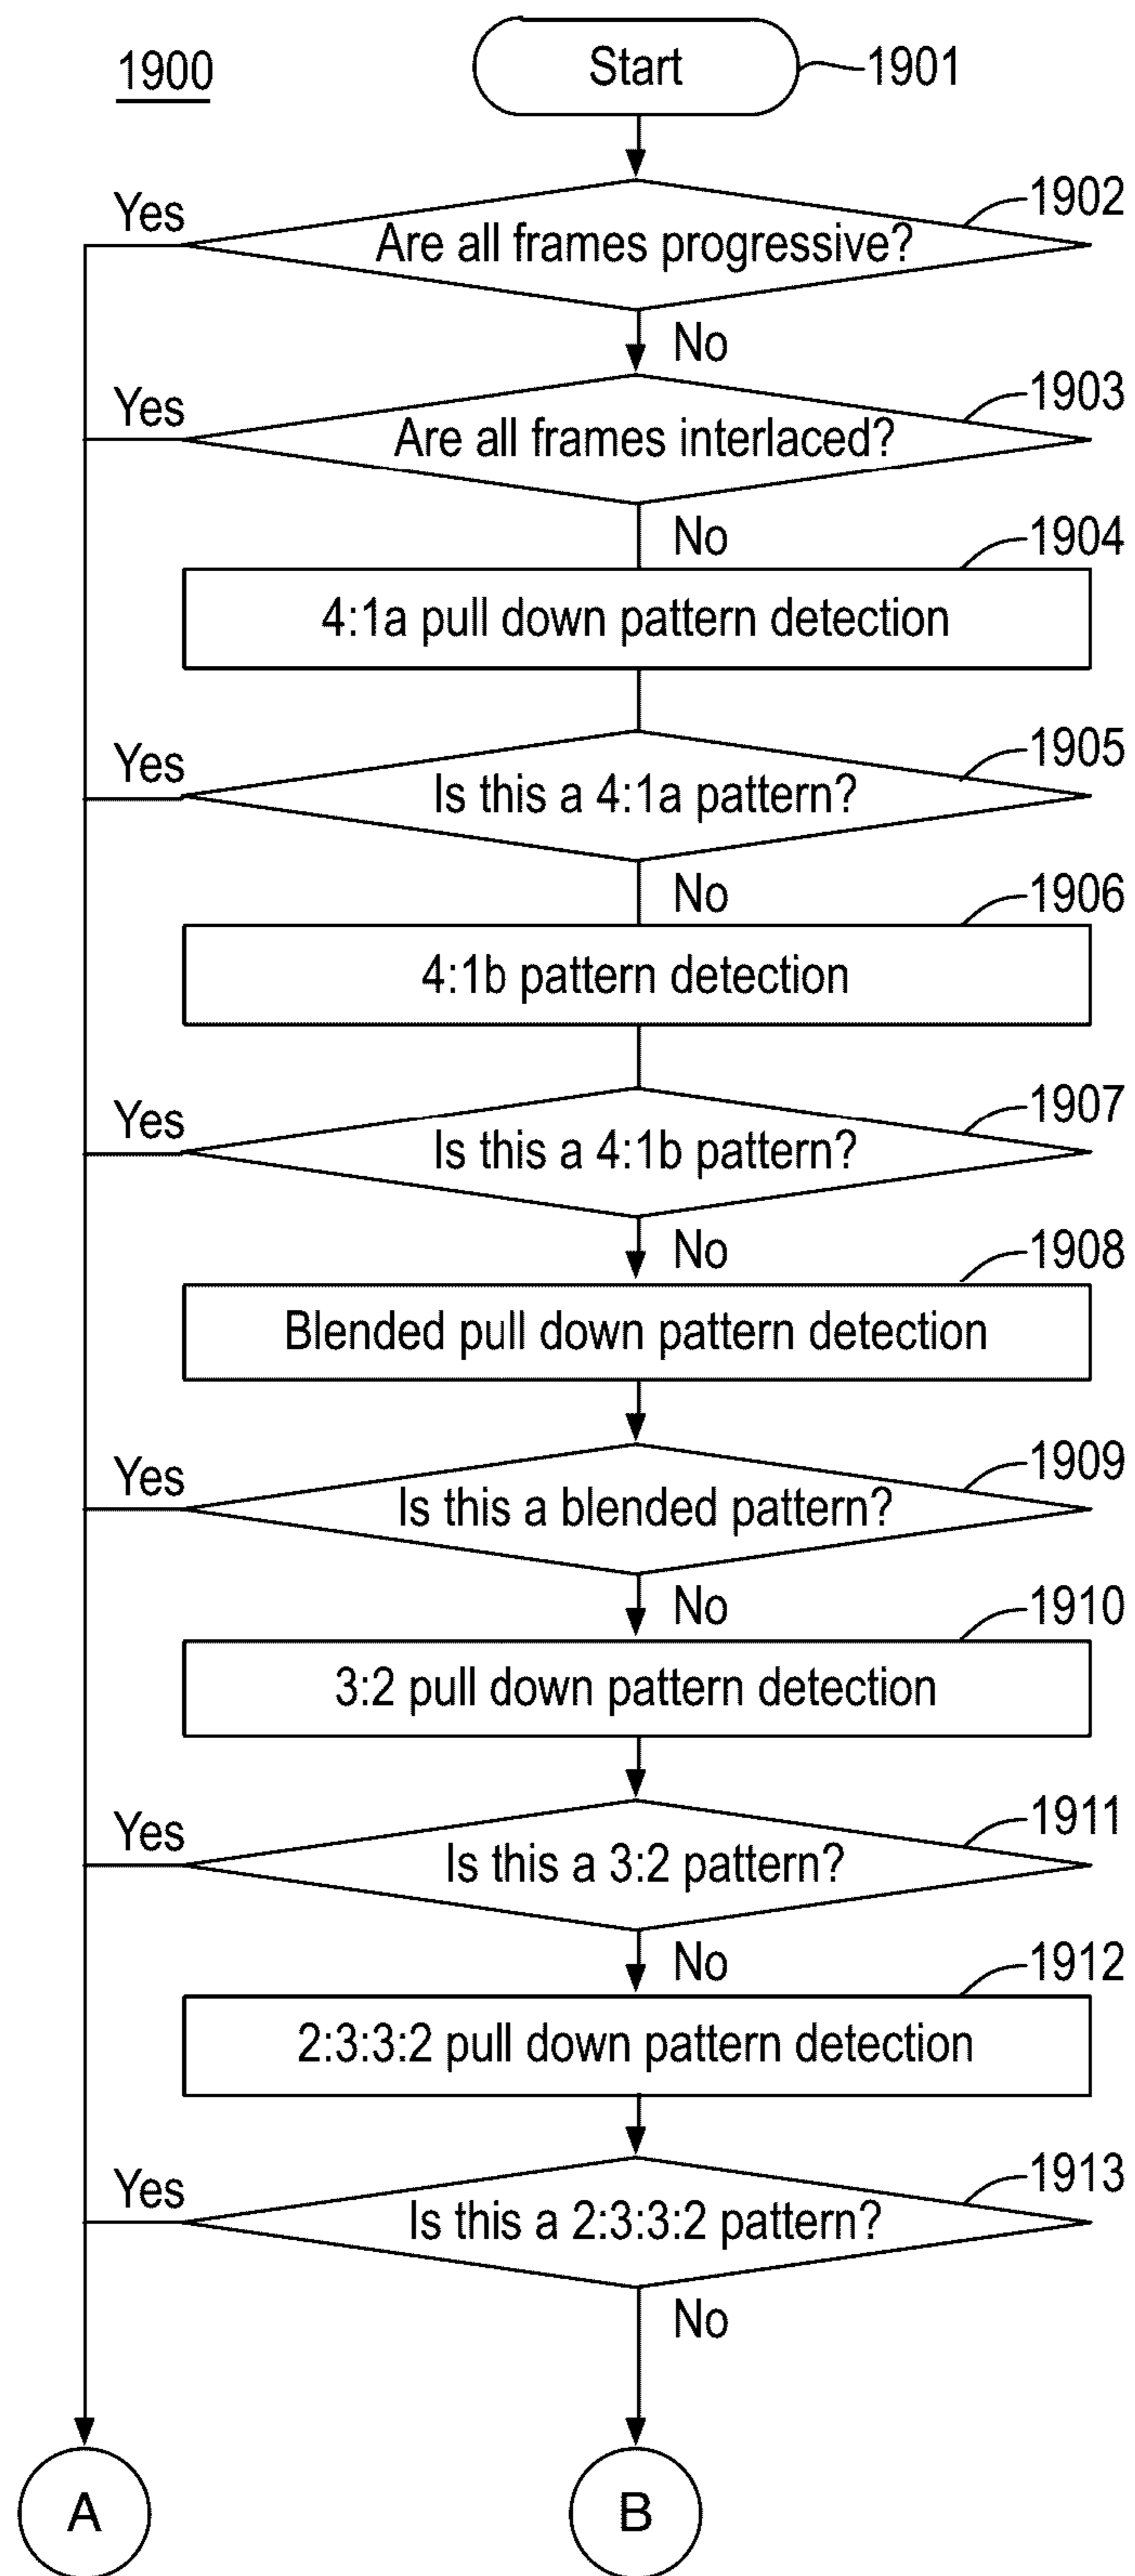 1900
Start
1901
Yes
1902
Are all frames progressive?
No
Yes
1903
Are all frames interlaced?
No
1904
4:1a pull down pattern detection
Yes
1905
Is this a 4:1a pattern?
No
1906
4:1b pattern detection
Yes
1907
Is this a 4:1b pattern?
No
1908
Blended pull down pattern detection
Yes
1909
Is this a blended pattern?
No
1910
3:2 pull down pattern detection
Yes
1911
Is this a 3:2 pattern?
No
1912
2:3:3:2 pull down pattern detection
Yes
1913
Is this a 2:3:3:2 pattern?
No
A
B